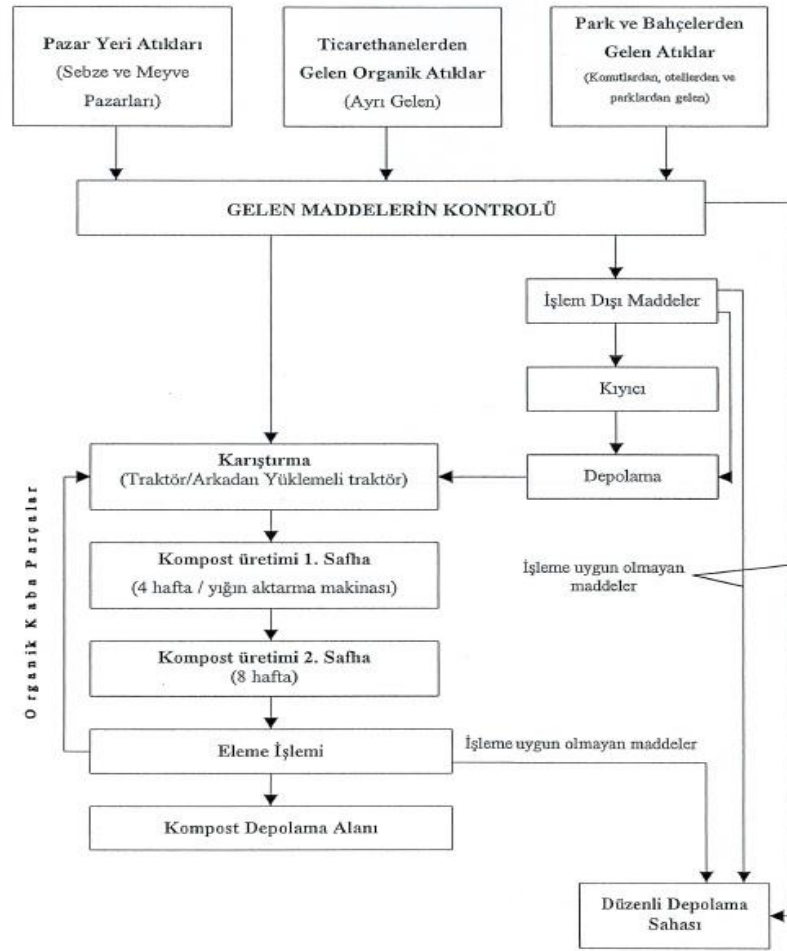 Pazar Yeri Atıkları
(Sebze ve Meyve
Pazarları)
Ticarethanelerden
Gelen Organik Atıklar
(Ayrı Gelen)
Park ve Bahçelerden
Gelen Atıklar
(Konutlardan, otellerden ve
parklardan gelen)
GELEN MADDELERİN KONTROLÜ
İşlem Dışı Maddeler
Kıyıcı
Depolama
Karıştırma
(Traktör/Arkadan Yüklemeli traktör)
Organik Kaba Parçalar
Kompost üretimi 1. Safha
(4 hafta / yığın aktarma makinası)
İşleme uygun olmayan
maddeler
Kompost üretimi 2. Safha
(8 hafta)
Eleme İşlemi
İşleme uygun olmayan maddeler
Kompost Depolama Alanı
Düzenli Depolama
Sahası